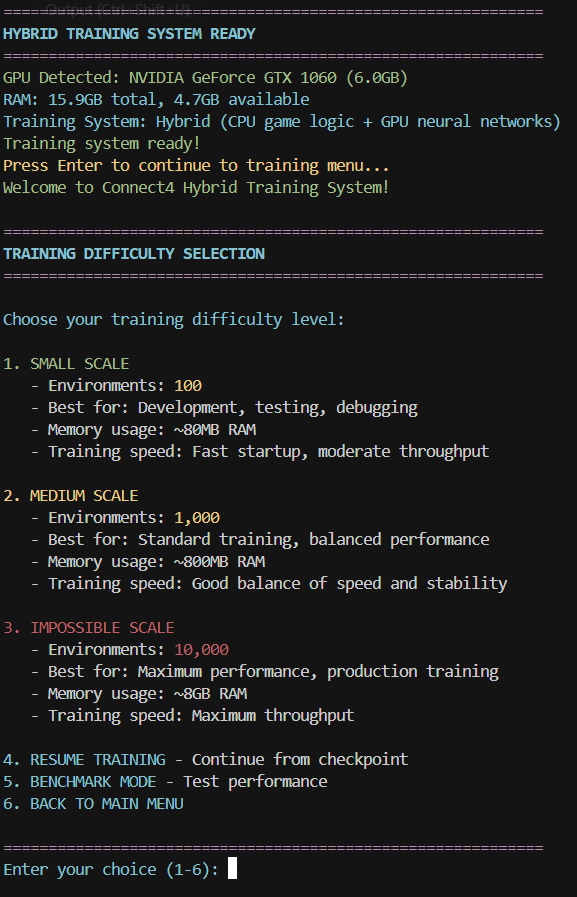 Output (Ctrl+Shift+U)
============================================================
HYBRID TRAINING SYSTEM READY
============================================================
GPU Detected: NVIDIA GeForce GTX 1060 (6.0GB)
RAM: 15.9GB total, 4.7GB available
Training System: Hybrid (CPU game logic + GPU neural networks)
Training system ready!
Press Enter to continue to training menu...
Welcome to Connect4 Hybrid Training System!
============================================================
TRAINING DIFFICULTY SELECTION
============================================================
Choose your training difficulty level:
1. SMALL SCALE
- Environments: 100
- Best for: Development, testing, debugging
- Memory usage: ~80MB RAM
- Training speed: Fast startup, moderate throughput
2. MEDIUM SCALE
- Environments: 1,000
- Best for: Standard training, balanced performance
- Memory usage: ~800MB RAM
- Training speed: Good balance of speed and stability
3. IMPOSSIBLE SCALE
- Environments: 10,000
- Best for: Maximum performance, production training
- Memory usage: ~8GB RAM
- Training speed: Maximum throughput
4. RESUME TRAINING - Continue from checkpoint
5. BENCHMARK MODE - Test performance
6. BACK TO MAIN MENU
============================================================
Enter your choice (1-6):